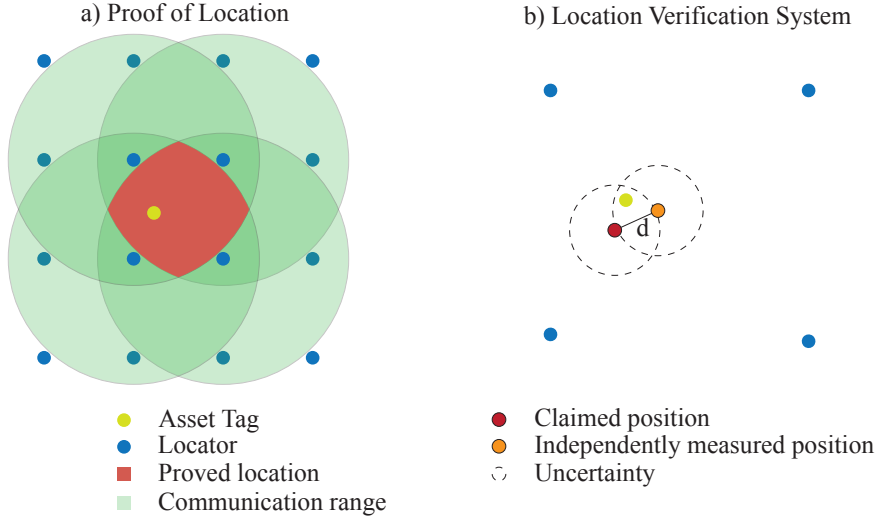 a) Proof of Location
b) Location Verification System
d
Asset Tag
Locator
Proved location
Communication range
Claimed position
Independently measured position
Uncertainty